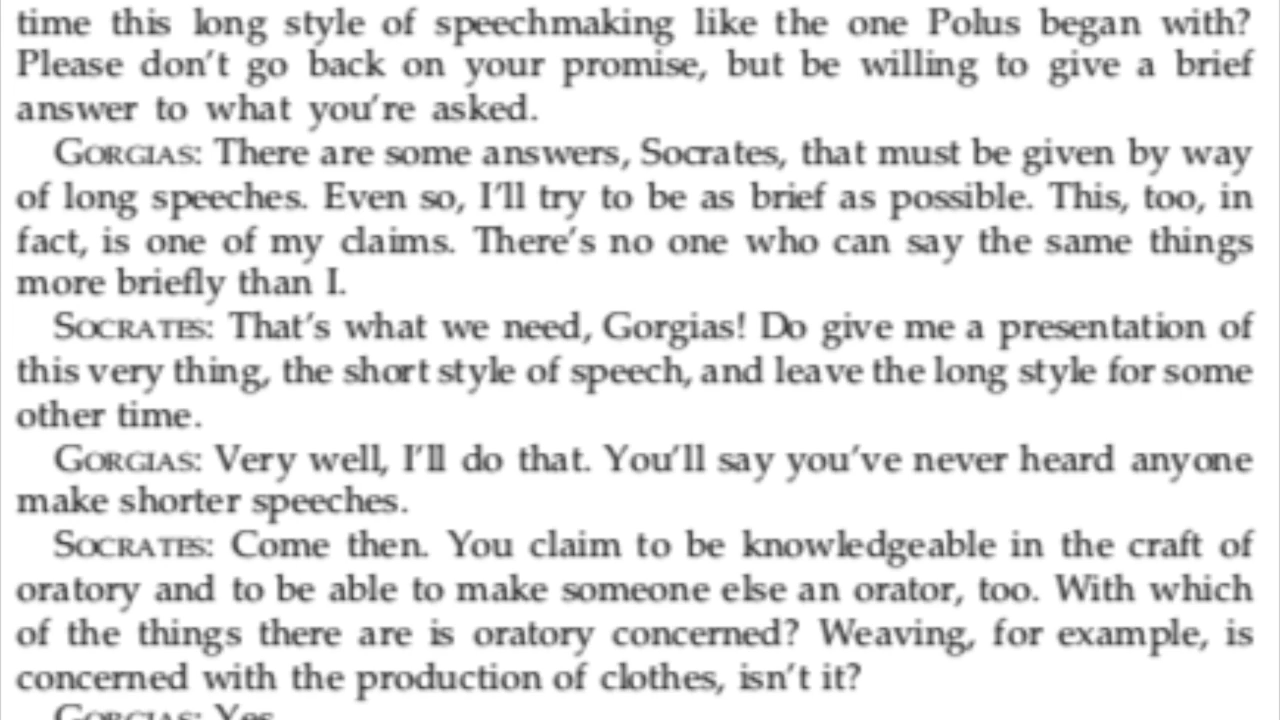 time this long style of speechmaking like the one Polus began with?
Please don't go back on your promise, but be willing to give a brief
answer to what you're asked.
GORGIAS: There are some answers, Socrates, that must be given by way
of long speeches. Even so, I'll try to be as brief as possible. This, too, in
fact, is one of my claims. There's no one who can say the same things
more briefly than I.
SOCRATES: That's what we need, Gorgias! Do give me a presentation of
this very thing, the short style of speech, and leave the long style for some
other time.
GORGIAS: Very well, I'll do that. You'll say you've never heard anyone
make shorter speeches.
SOCRATES: Come then. You claim to be knowledgeable in the craft of
oratory and to be able to make someone else an orator, too. With which
of the things there are is oratory concerned? Weaving, for example, is
concerned with the production of clothes, isn't it?
GORGIAS: Yes